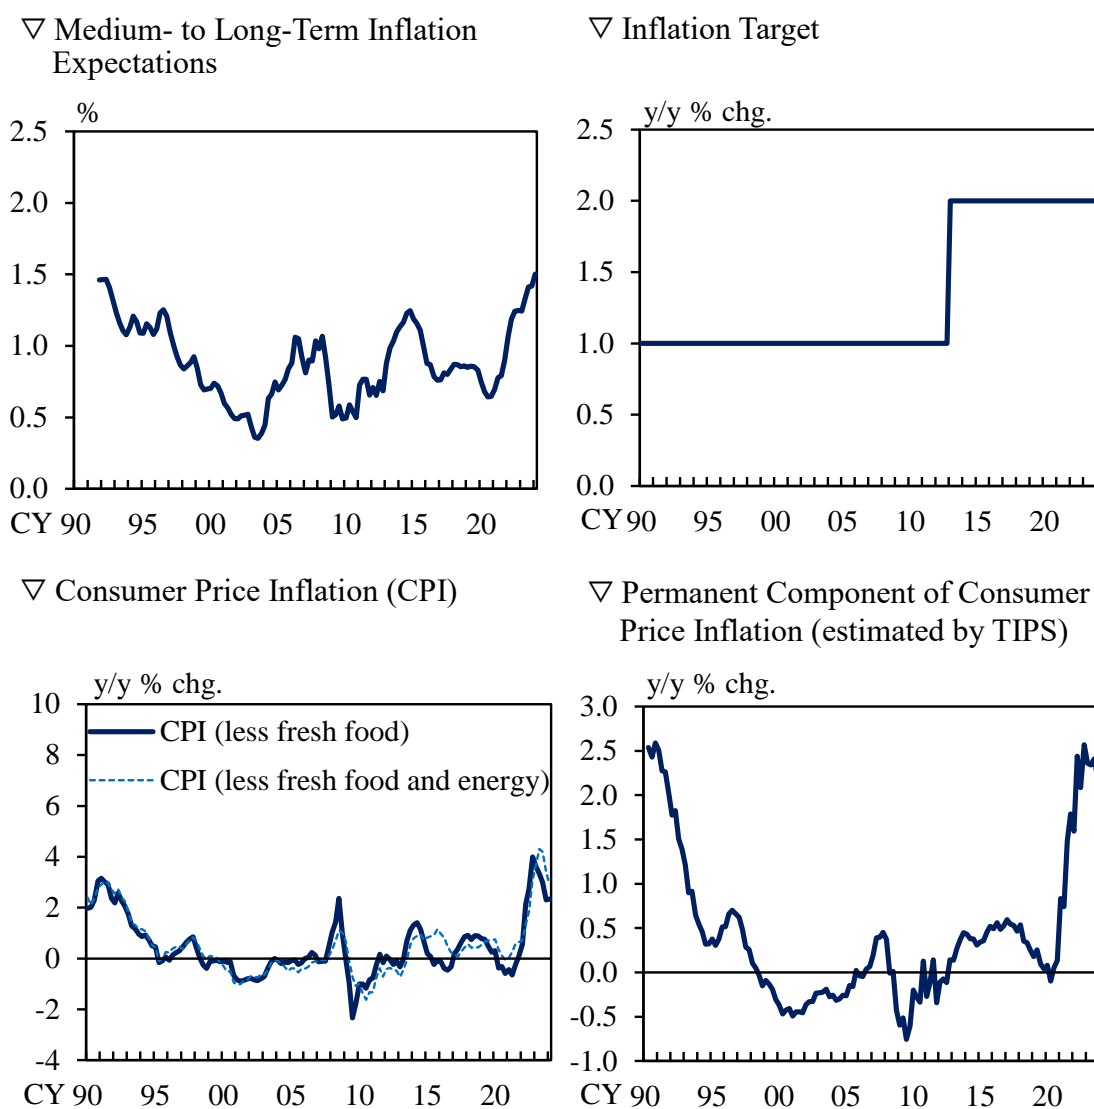 ▽ Medium- to Long-Term Inflation
Expectations
%
2.5
2.0
1.5
1.0
0.5
0.0
CY 90 95 00 05 10 15 20
▽ Inflation Target
y/y % chg.
2.5
2.0
1.5
1.0
0.5
0.0
CY 90 95 00 05 10 15 20
▽ Consumer Price Inflation (CPI)
y/y % chg.
10
8
6
4
2
0
-2
-4
CPI (less fresh food)
CPI (less fresh food and energy)
CY 90 95 00 05 10 15 20
▽ Permanent Component of Consumer
Price Inflation (estimated by TIPS)
y/y % chg.
3.0
2.5
2.0
1.5
1.0
0.5
0.0
-0.5
-1.0
CY 90 95 00 05 10 15 20